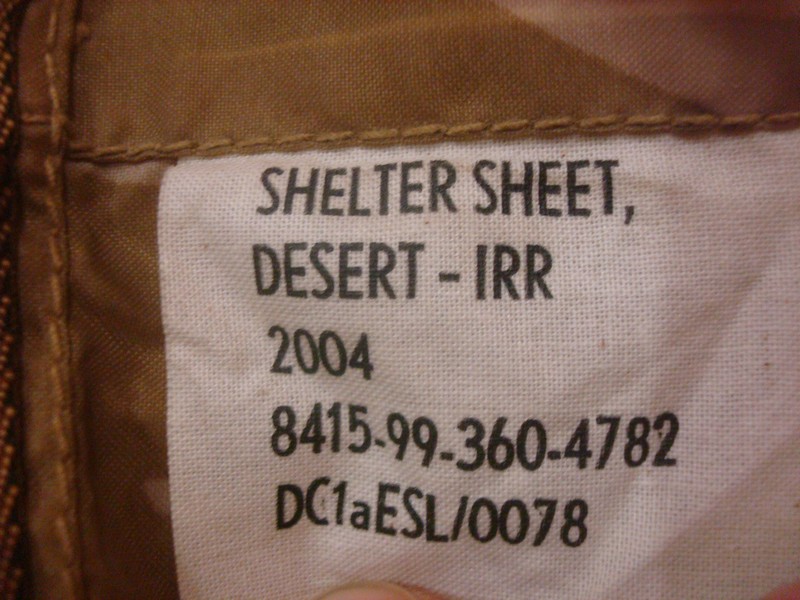 SHELTER SHEET,
DESERT - IRR
2004
8415-99-360-4782
DC1aESL/0078